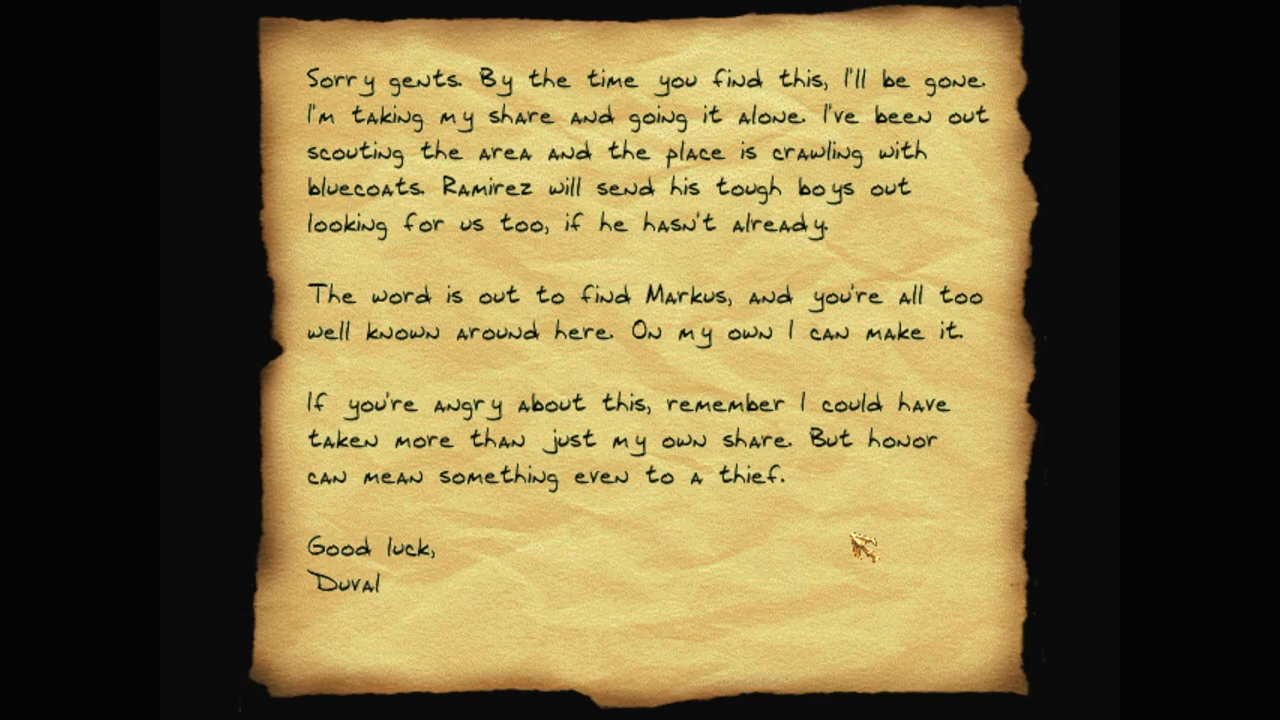 Sorry gents. By the time you find this, I'll be gone.
I'm taking my share and going it alone. I've been out
scouting the area and the place is crawling with
bluecoats. Ramirez will send his tough boys out
looking for us too, if he hasn't already.
The word is out to find Markus, and you're all too
well known around here. On my own I can make it.
If you're angry about this, remember I could have
taken more than just my own share. But honor
can mean something even to a thief.
Good luck,
Duval